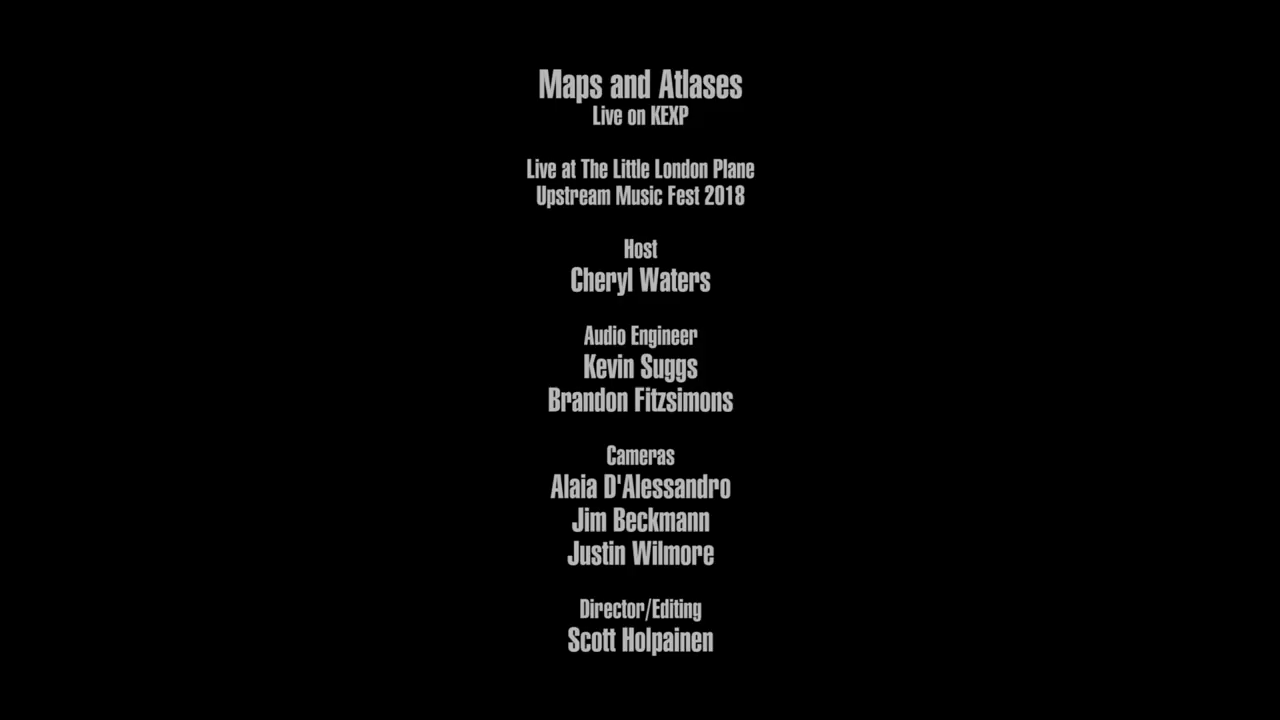 Maps and Atlases
Live on KEXP
Live at The Little London Plane
Upstream Music Fest 2018
Host
Cheryl Waters
Audio Engineer
Kevin Suggs
Brandon Fitzsimons
Cameras
Alaia D'Alessandro
Jim Beckmann
Justin Wilmore
Director/Editing
Scott Holpainen